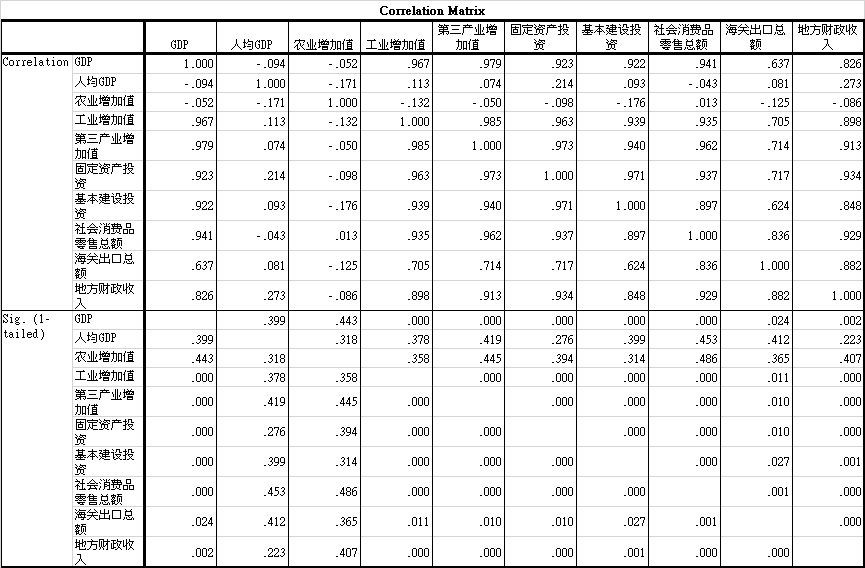 Correlation Matrix
GDP 人均GDP 农业增加值 工业增加值 第三产业增加值 固定资产投资 基本建设投资 社会消费品零售总额 海关出口总额 地方财政收入
Correlation GDP 1.000 -.094 -.052 .967 .979 .923 .922 .941 .637 .826
人均GDP -.094 1.000 -.171 .113 .074 .214 .093 -.043 .081 .273
农业增加值 -.052 -.171 1.000 -.132 -.050 -.098 -.176 .013 -.125 -.086
工业增加值 .967 .113 -.132 1.000 .985 .963 .939 .935 .705 .898
第三产业增加值 .979 .074 -.050 .985 1.000 .973 .940 .962 .714 .913
固定资产投资 .923 .214 -.098 .963 .973 1.000 .971 .937 .717 .934
基本建设投资 .922 .093 -.176 .939 .940 .971 1.000 .897 .624 .848
社会消费品零售总额 .941 -.043 .013 .935 .962 .937 .897 1.000 .836 .929
海关出口总额 .637 .081 -.125 .705 .714 .717 .624 .836 1.000 .882
地方财政收入 .826 .273 -.086 .898 .913 .934 .848 .929 .882 1.000
Sig. (1-tailed) GDP .399 .443 .000 .000 .000 .000 .000 .024 .002
人均GDP .399 .318 .378 .419 .276 .399 .453 .412 .223
农业增加值 .443 .318 .358 .445 .394 .314 .486 .365 .407
工业增加值 .000 .378 .358 .000 .000 .000 .000 .011 .000
第三产业增加值 .000 .419 .445 .000 .000 .000 .000 .010 .000
固定资产投资 .000 .276 .394 .000 .000 .000 .000 .010 .000
基本建设投资 .000 .399 .314 .000 .000 .000 .000 .027 .001
社会消费品零售总额 .000 .453 .486 .000 .000 .000 .000 .001 .000
海关出口总额 .024 .412 .365 .011 .010 .010 .027 .001 .000
地方财政收入 .002 .223 .407 .000 .000 .000 .001 .000 .000